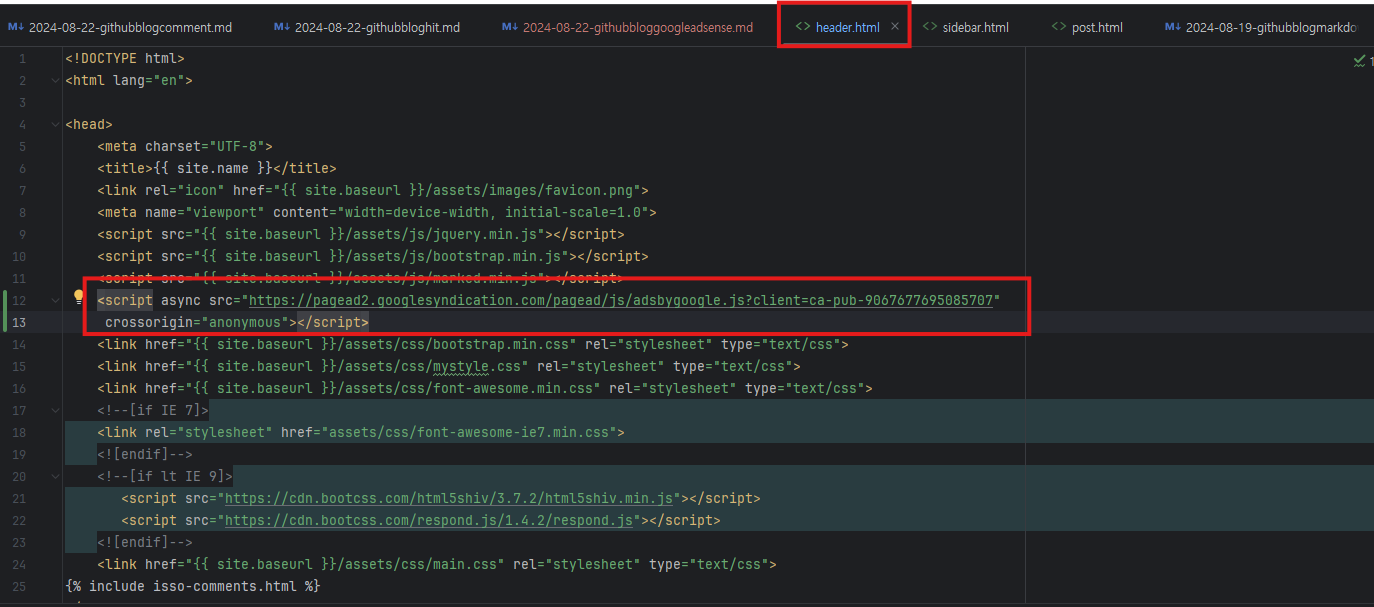 M↓ 2024-08-22-githubblogcomment.md M↓ 2024-08-22-githubbloghit.md M↓ 2024-08-22-githubbloggoogleadsense.md <> header.html × <> sidebar.html <> post.html M↓ 2024-08-19-githubblogmarkdo
1 <!DOCTYPE html>
2 <html lang="en">
3
4 <head>
5 <meta charset="UTF-8">
6 <title>{{ site.name }}</title>
7 <link rel="icon" href="{{ site.baseurl }}/assets/images/favicon.png">
8 <meta name="viewport" content="width=device-width, initial-scale=1.0">
9 <script src="{{ site.baseurl }}/assets/js/jquery.min.js"></script>
10 <script src="{{ site.baseurl }}/assets/js/bootstrap.min.js"></script>
11 <script src="{{ site.baseurl }}/assets/js/marked.min.js"></script>
12 <script async src="https://pagead2.googlesyndication.com/pagead/js/adsbygoogle.js?client=ca-pub-9067677695085707"
13 crossorigin="anonymous"></script>
14 <link href="{{ site.baseurl }}/assets/css/bootstrap.min.css" rel="stylesheet" type="text/css">
15 <link href="{{ site.baseurl }}/assets/css/mystyle.css" rel="stylesheet" type="text/css">
16 <link href="{{ site.baseurl }}/assets/css/font-awesome.min.css" rel="stylesheet" type="text/css">
17 <!--[if IE 7]>
18 <link rel="stylesheet" href="assets/css/font-awesome-ie7.min.css">
19 <![endif]-->
20 <!--[if lt IE 9]>
21 <script src="https://cdn.bootcss.com/html5shiv/3.7.2/html5shiv.min.js"></script>
22 <script src="https://cdn.bootcss.com/respond.js/1.4.2/respond.js"></script>
23 <![endif]-->
24 <link href="{{ site.baseurl }}/assets/css/main.css" rel="stylesheet" type="text/css">
25 {% include isso-comments.html %}